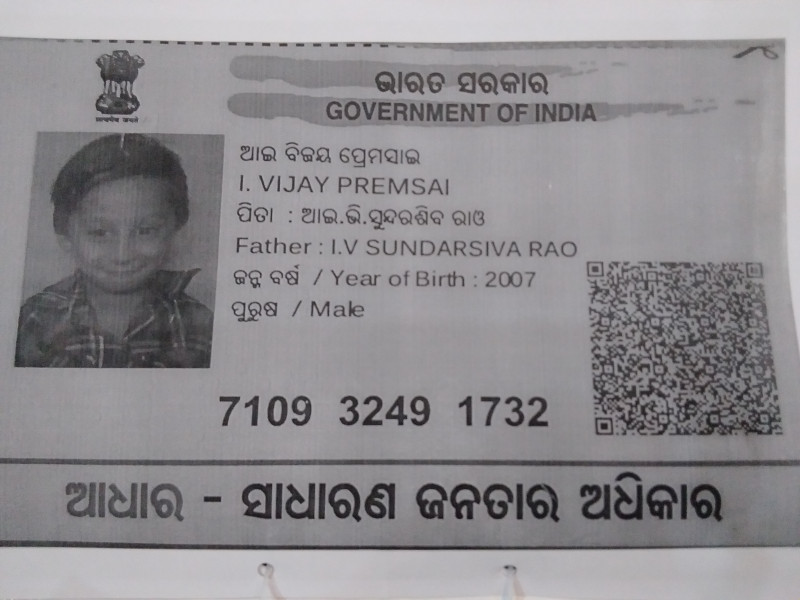 ଭାରତ ସରକାର
GOVERNMENT OF INDIA
ଆଇ ବିଜୟ ପ୍ରେମସାଇ
I. VIJAY PREMSAI
ପିତା : ଆଇ.ଭି.ସୁନ୍ଦରଶିବ ରାଓ
Father : I.V SUNDARSIVA RAO
ଜନ୍ମ ବର୍ଷ / Year of Birth : 2007
ପୁରୁଷ / Male
7109 3249 1732
ଆଧାର - ସାଧାରଣ ଜନତାର ଅଧିକାର